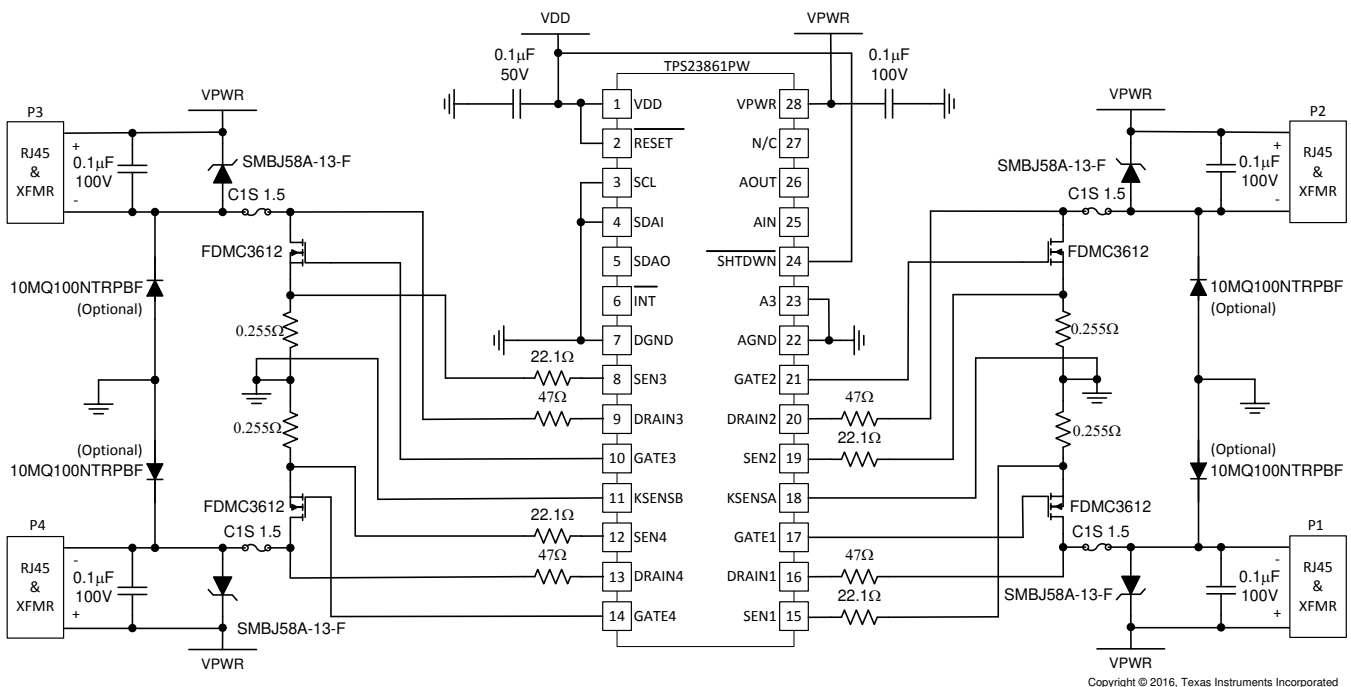 VDD
VPWR
0.1μF
50V
0.1μF
100V
TPS23861PW
1 VDD
2 RESET
3 SCL
4 SDAI
5 SDAO
6 INT
7 DGND
8 SEN3
9 DRAIN3
10 GATE3
11 KSENSB
12 SEN4
13 DRAIN4
14 GATE4
VPWR 28
N/C 27
AOUT 26
AIN 25
SHTDWN 24
A3 23
AGND 22
GATE2 21
DRAIN2 20
SEN2 19
KSENSA 18
GATE1 17
DRAIN1 16
SEN1 15
22.1Ω
47Ω
22.1Ω
47Ω
47Ω
22.1Ω
47Ω
22.1Ω
P3
RJ45
&
XFMR
+
-
0.1μF
100V
VPWR
SMBJ58A-13-F
C1S 1.5
FDMC3612
10MQ100NTRPBF
(Optional)
0.255Ω
0.255Ω
(Optional)
10MQ100NTRPBF
FDMC3612
C1S 1.5
P4
RJ45
&
XFMR
-
+
0.1μF
100V
SMBJ58A-13-F
VPWR
VPWR
P2
RJ45
&
XFMR
+
-
0.1μF
100V
SMBJ58A-13-F
C1S 1.5
FDMC3612
10MQ100NTRPBF
(Optional)
0.255Ω
0.255Ω
(Optional)
10MQ100NTRPBF
FDMC3612
C1S 1.5
P1
RJ45
&
XFMR
-
+
0.1μF
100V
SMBJ58A-13-F
VPWR
Copyright © 2016, Texas Instruments Incorporated